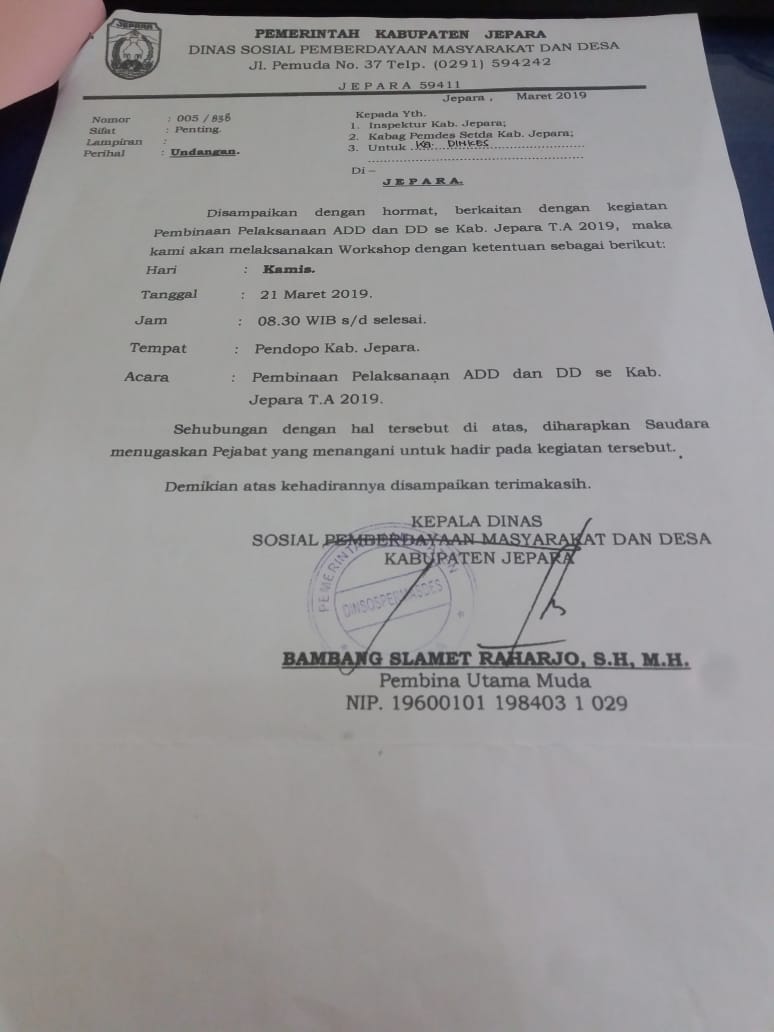 JEPARA
PEMERINTAH KABUPATEN JEPARA
DINAS SOSIAL PEMBERDAYAAN MASYARAKAT DAN DESA
Jl. Pemuda No. 37 Telp. (0291) 594242
JEPARA 59411
Jepara , Maret 2019
Nomor : 005 / 838
Sifat : Penting.
Lampiran :
Perihal : Undangan.
Kepada Yth.
1. Inspektur Kab. Jepara;
2. Kabag Pemdes Setda Kab. Jepara;
3. Untuk Ka. DINKES
Di –
JEPARA.
Disampaikan dengan hormat, berkaitan dengan kegiatan
Pembinaan Pelaksanaan ADD dan DD se Kab. Jepara T.A 2019, maka
kami akan melaksanakan Workshop dengan ketentuan sebagai berikut:
Hari : Kamis.
Tanggal : 21 Maret 2019.
Jam : 08.30 WIB s/d selesai.
Tempat : Pendopo Kab. Jepara.
Acara : Pembinaan Pelaksanaan ADD dan DD se Kab.
Jepara T.A 2019.
Sehubungan dengan hal tersebut di atas, diharapkan Saudara
menugaskan Pejabat yang menangani untuk hadir pada kegiatan tersebut.
Demikian atas kehadirannya disampaikan terimakasih.
KEPALA DINAS
SOSIAL PEMBERDAYAAN MASYARAKAT DAN DESA
KABUPATEN JEPARA
DINSOSPERMASDES
BAMBANG SLAMET RAHARJO, S.H, M.H.
Pembina Utama Muda
NIP. 19600101 198403 1 029